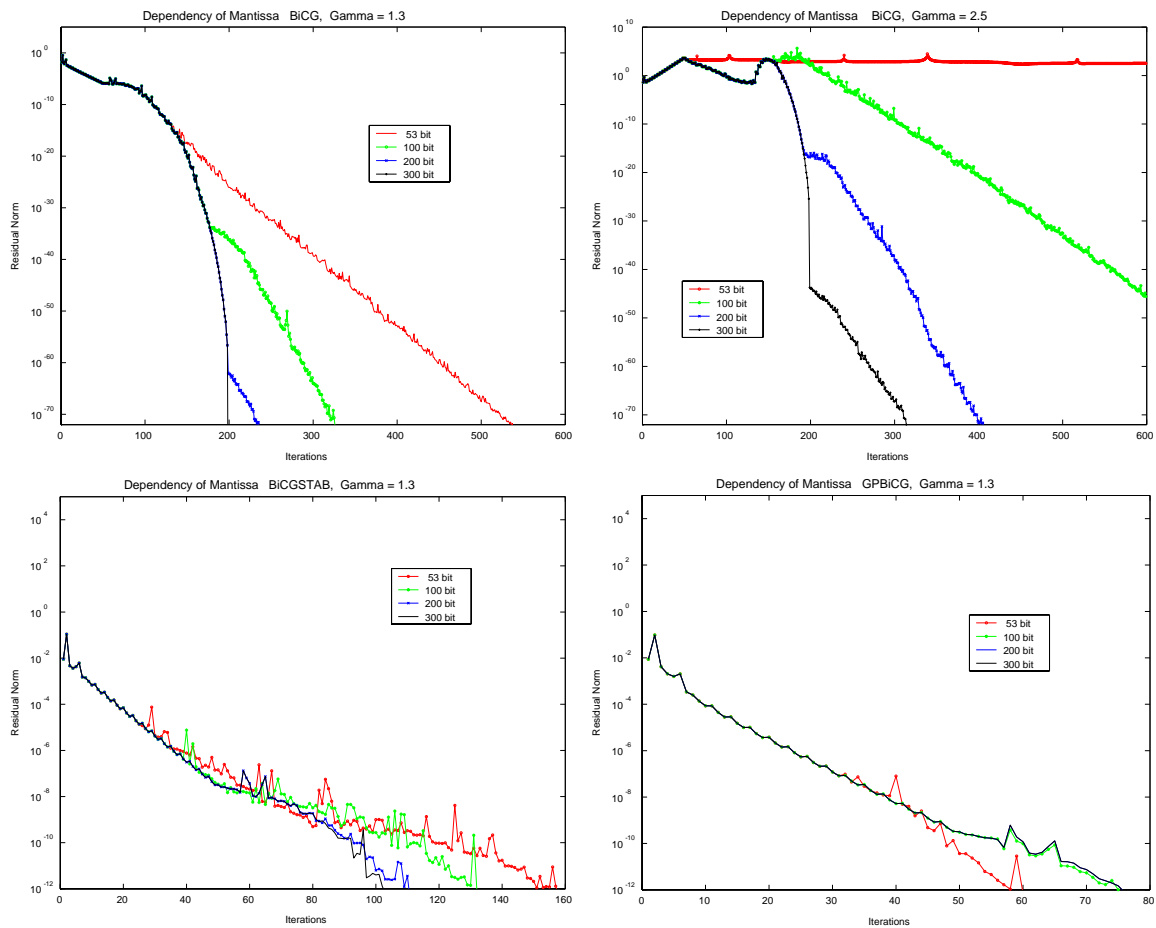 Dependency of Mantissa BiCG, Gamma = 1.3
10^0
10^-10
10^-20
10^-30
10^-40
10^-50
10^-60
10^-70
Residual Norm
53 bit
100 bit
200 bit
300 bit
0 100 200 300 400 500 600
Iterations
Dependency of Mantissa BiCG, Gamma = 2.5
10^10
10^0
10^-10
10^-20
10^-30
10^-40
10^-50
10^-60
10^-70
Residual Norm
53 bit
100 bit
200 bit
300 bit
0 100 200 300 400 500 600
Iterations
Dependency of Mantissa BiCGSTAB, Gamma = 1.3
10^4
10^2
10^0
10^-2
10^-4
10^-6
10^-8
10^-10
10^-12
Residual Norm
53 bit
100 bit
200 bit
300 bit
0 20 40 60 80 100 120 140 160
Iterations
Dependency of Mantissa GPBiCG, Gamma = 1.3
10^4
10^2
10^0
10^-2
10^-4
10^-6
10^-8
10^-10
10^-12
Residual Norm
53 bit
100 bit
200 bit
300 bit
0 10 20 30 40 50 60 70 80
Iterations